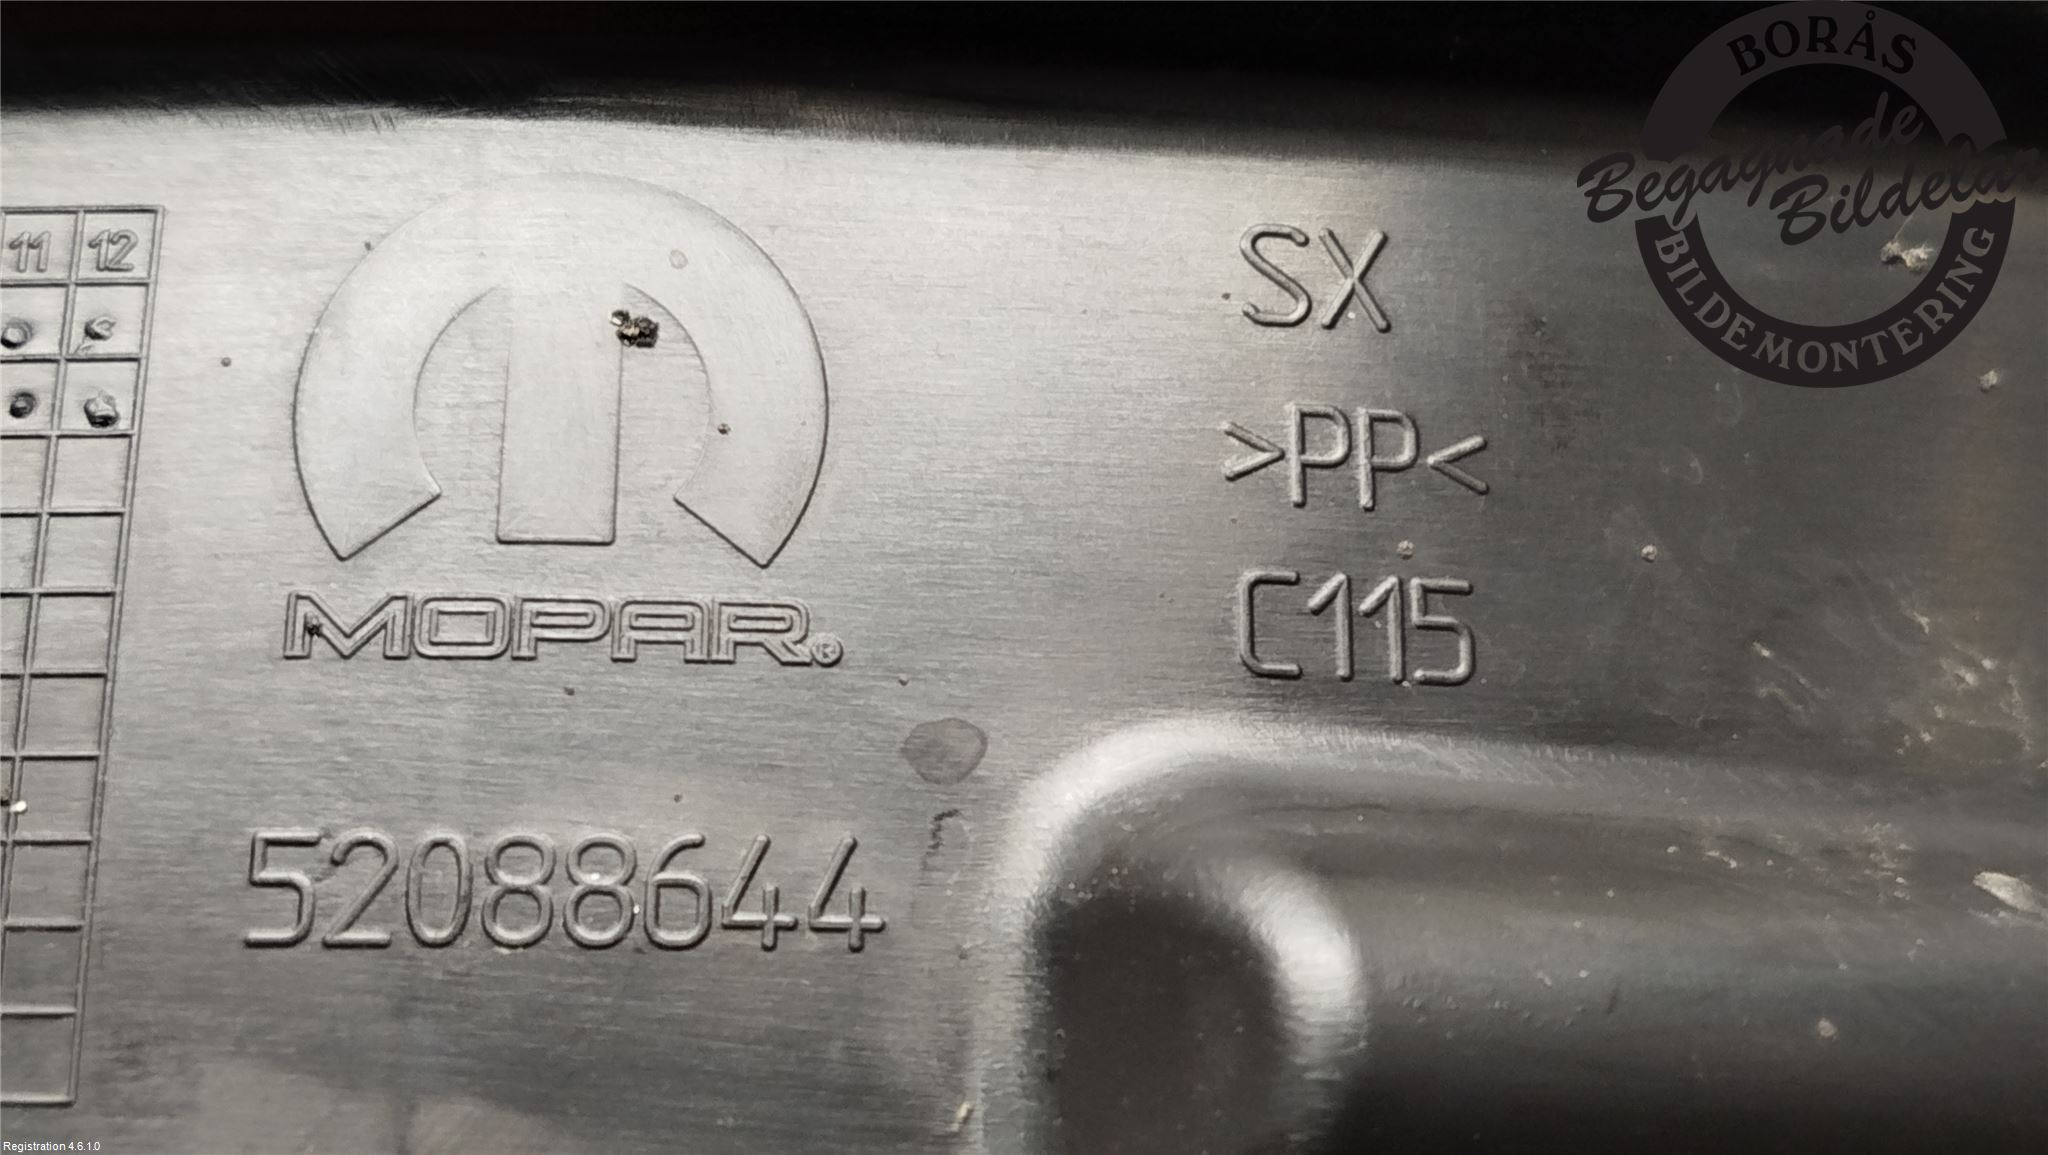 BORÅS
Begagnade
Bildelar
BILDEMONTERING
11 12
SX
>PP<
C115
MOPAR®
52088644
Registration 4.6.1.0